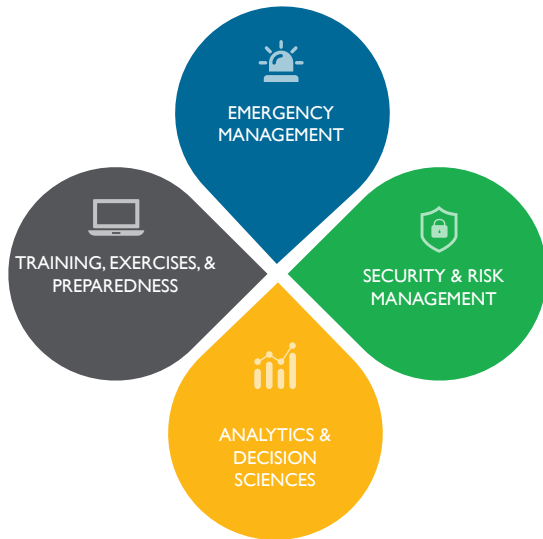 EMERGENCY
MANAGEMENT
TRAINING, EXERCISES, &
PREPAREDNESS
SECURITY & RISK
MANAGEMENT
ANALYTICS &
DECISION
SCIENCES